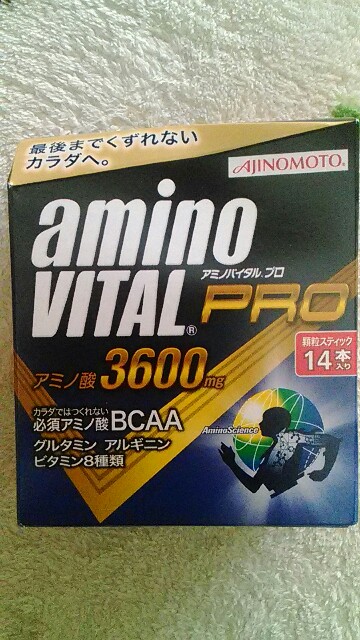 最後までくずれない
カラダへ。
AJINOMOTO®
amino
VITAL®
アミノバイタル®プロ
PRO
アミノ酸 3600mg
顆粒スティック
14本入り
カラダではつくれない
必須アミノ酸 BCAA
グルタミン アルギニン
ビタミン8種類
AminoScience